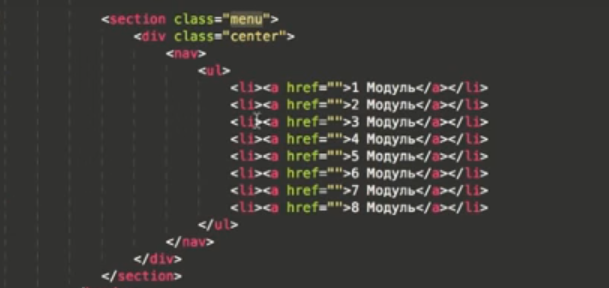 <section class="menu">
<div class="center">
<nav>
<ul>
<li><a href="">1 Модуль</a></li>
<li><a href="">2 Модуль</a></li>
<li><a href="">3 Модуль</a></li>
<li><a href="">4 Модуль</a></li>
<li><a href="">5 Модуль</a></li>
<li><a href="">6 Модуль</a></li>
<li><a href="">7 Модуль</a></li>
<li><a href="">8 Модуль</a></li>
</ul>
</nav>
</div>
</section>